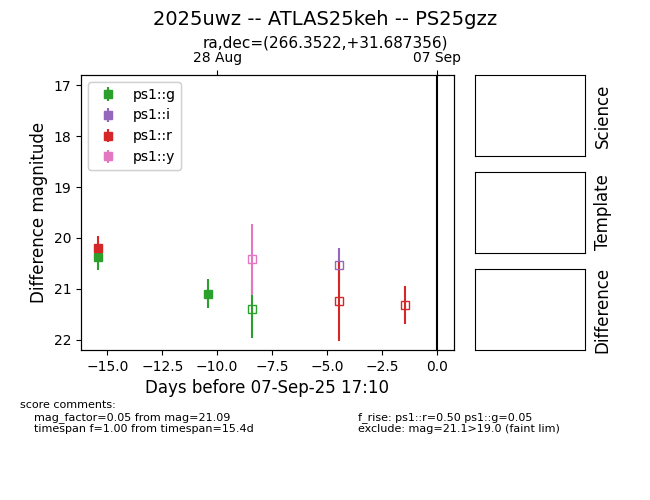 2025uwz -- ATLAS25keh -- PS25gzz
ra,dec=(266.3522,+31.687356)
28 Aug
07 Sep
17
18
19
20
21
22
Difference magnitude
ps1::g
ps1::i
ps1::r
ps1::y
−15.0
−12.5
−10.0
−7.5
−5.0
−2.5
0.0
Days before 07-Sep-25 17:10
Science
Template
Difference
score comments:
mag_factor=0.05 from mag=21.09
timespan f=1.00 from timespan=15.4d
f_rise: ps1::r=0.50 ps1::g=0.05
exclude: mag=21.1>19.0 (faint lim)